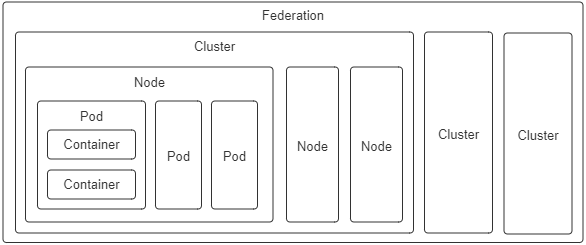 Federation
Cluster
Node
Pod
Container
Container
Pod
Pod
Node
Node
Cluster
Cluster